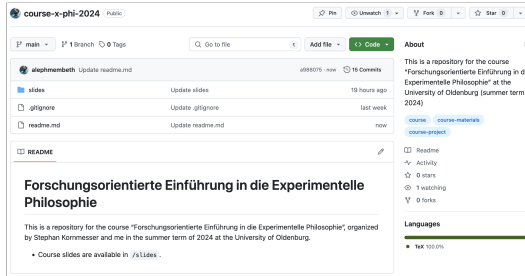 course-x-phi-2024 Public
Pin Unwatch 1 Fork 0 Star 0
main 1 Branch 0 Tags
Go to file t Add file Code
alephmembeth Update readme.md a986075 · now 15 Commits
slides Update slides 19 hours ago
.gitignore Update .gitignore last week
readme.md Update readme.md now
README
Forschungsorientierte Einführung in die Experimentelle
Philosophie
This is a repository for the course "Forschungsorientierte Einführung in die Experimentelle Philosophie", organized
by Stephan Kornmesser and me in the summer term of 2024 at the University of Oldenburg.
• Course slides are available in /slides .
About
This is a repository for the course
"Forschungsorientierte Einführung in d
Experimentelle Philosophie" at the
University of Oldenburg (summer term
2024)
course course-materials
course-project
Readme
Activity
0 stars
1 watching
0 forks
Languages
TeX 100.0%